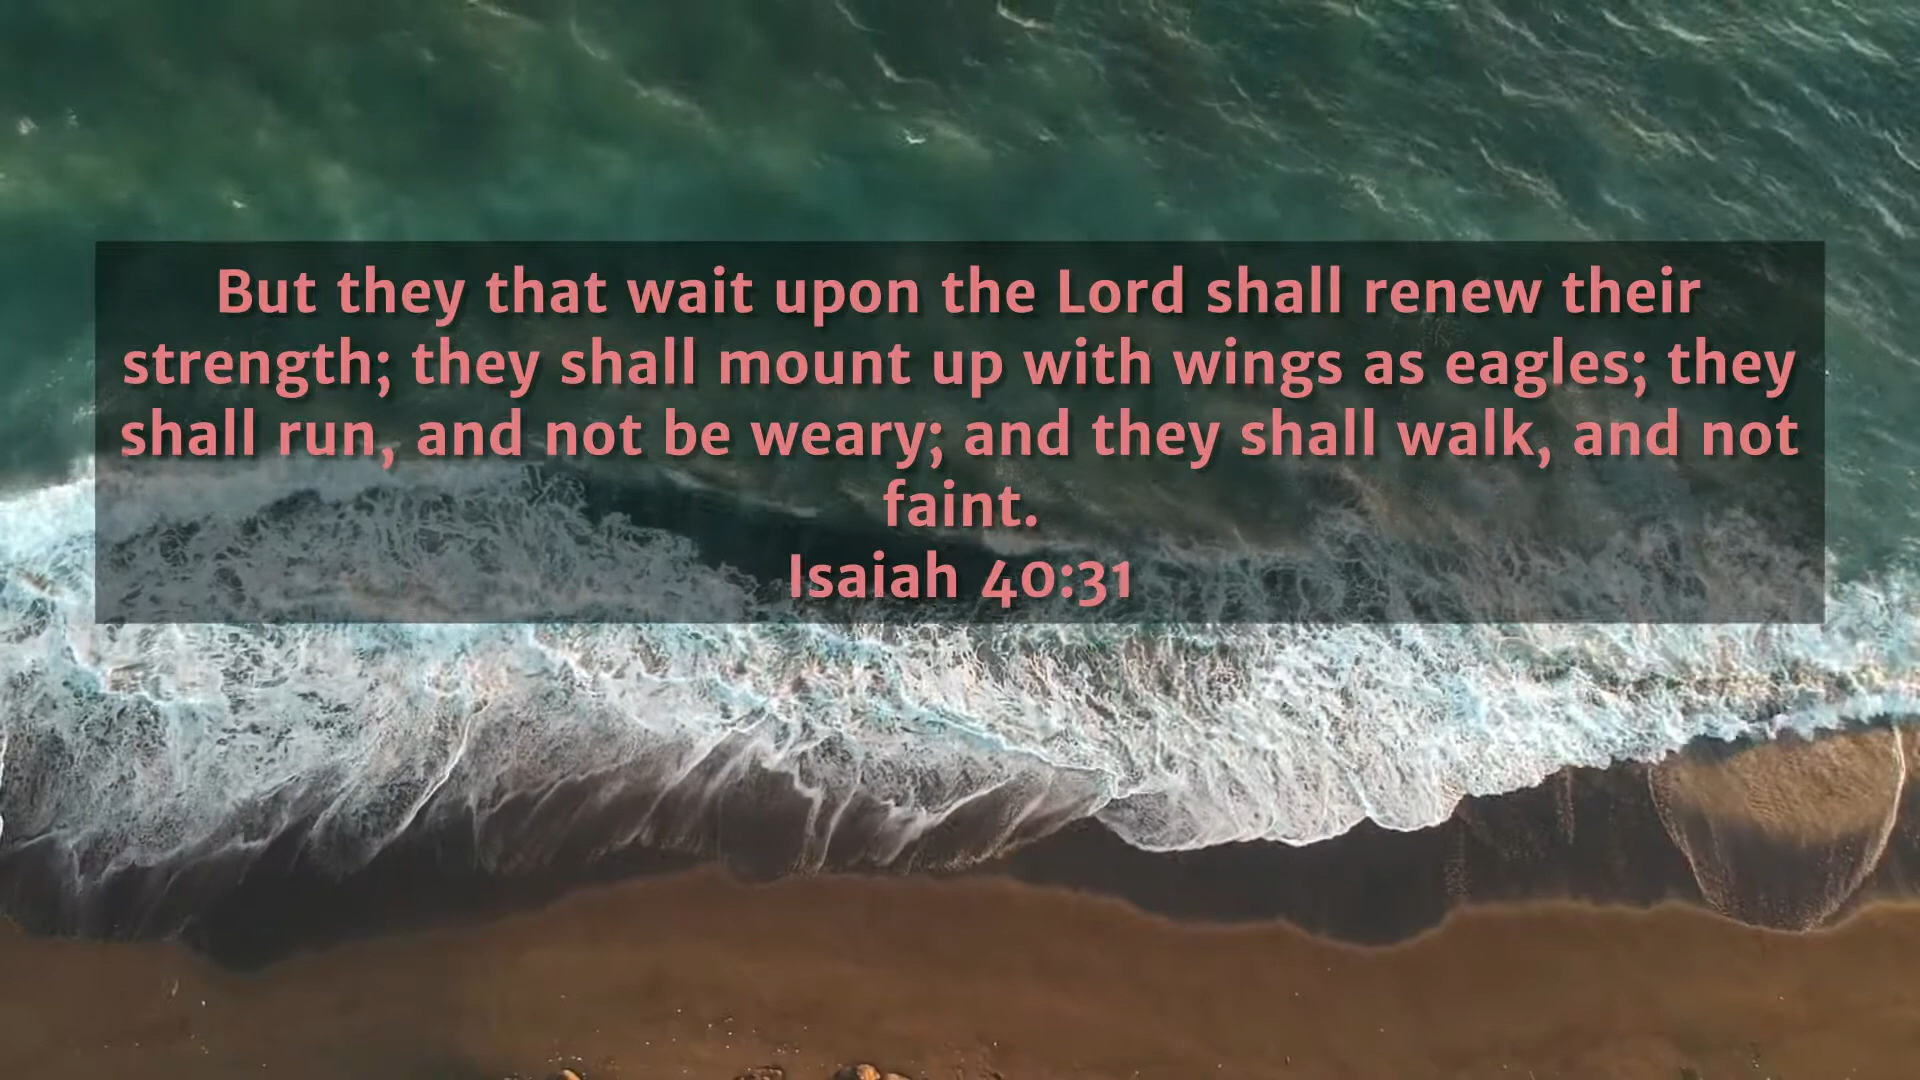 But they that wait upon the Lord shall renew their
strength; they shall mount up with wings as eagles; they
shall run, and not be weary; and they shall walk, and not
faint.
Isaiah 40:31